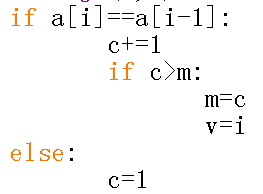 if a[i]==a[i-1]:
        c+=1
        if c>m:
                m=c
                v=i
else:
        c=1